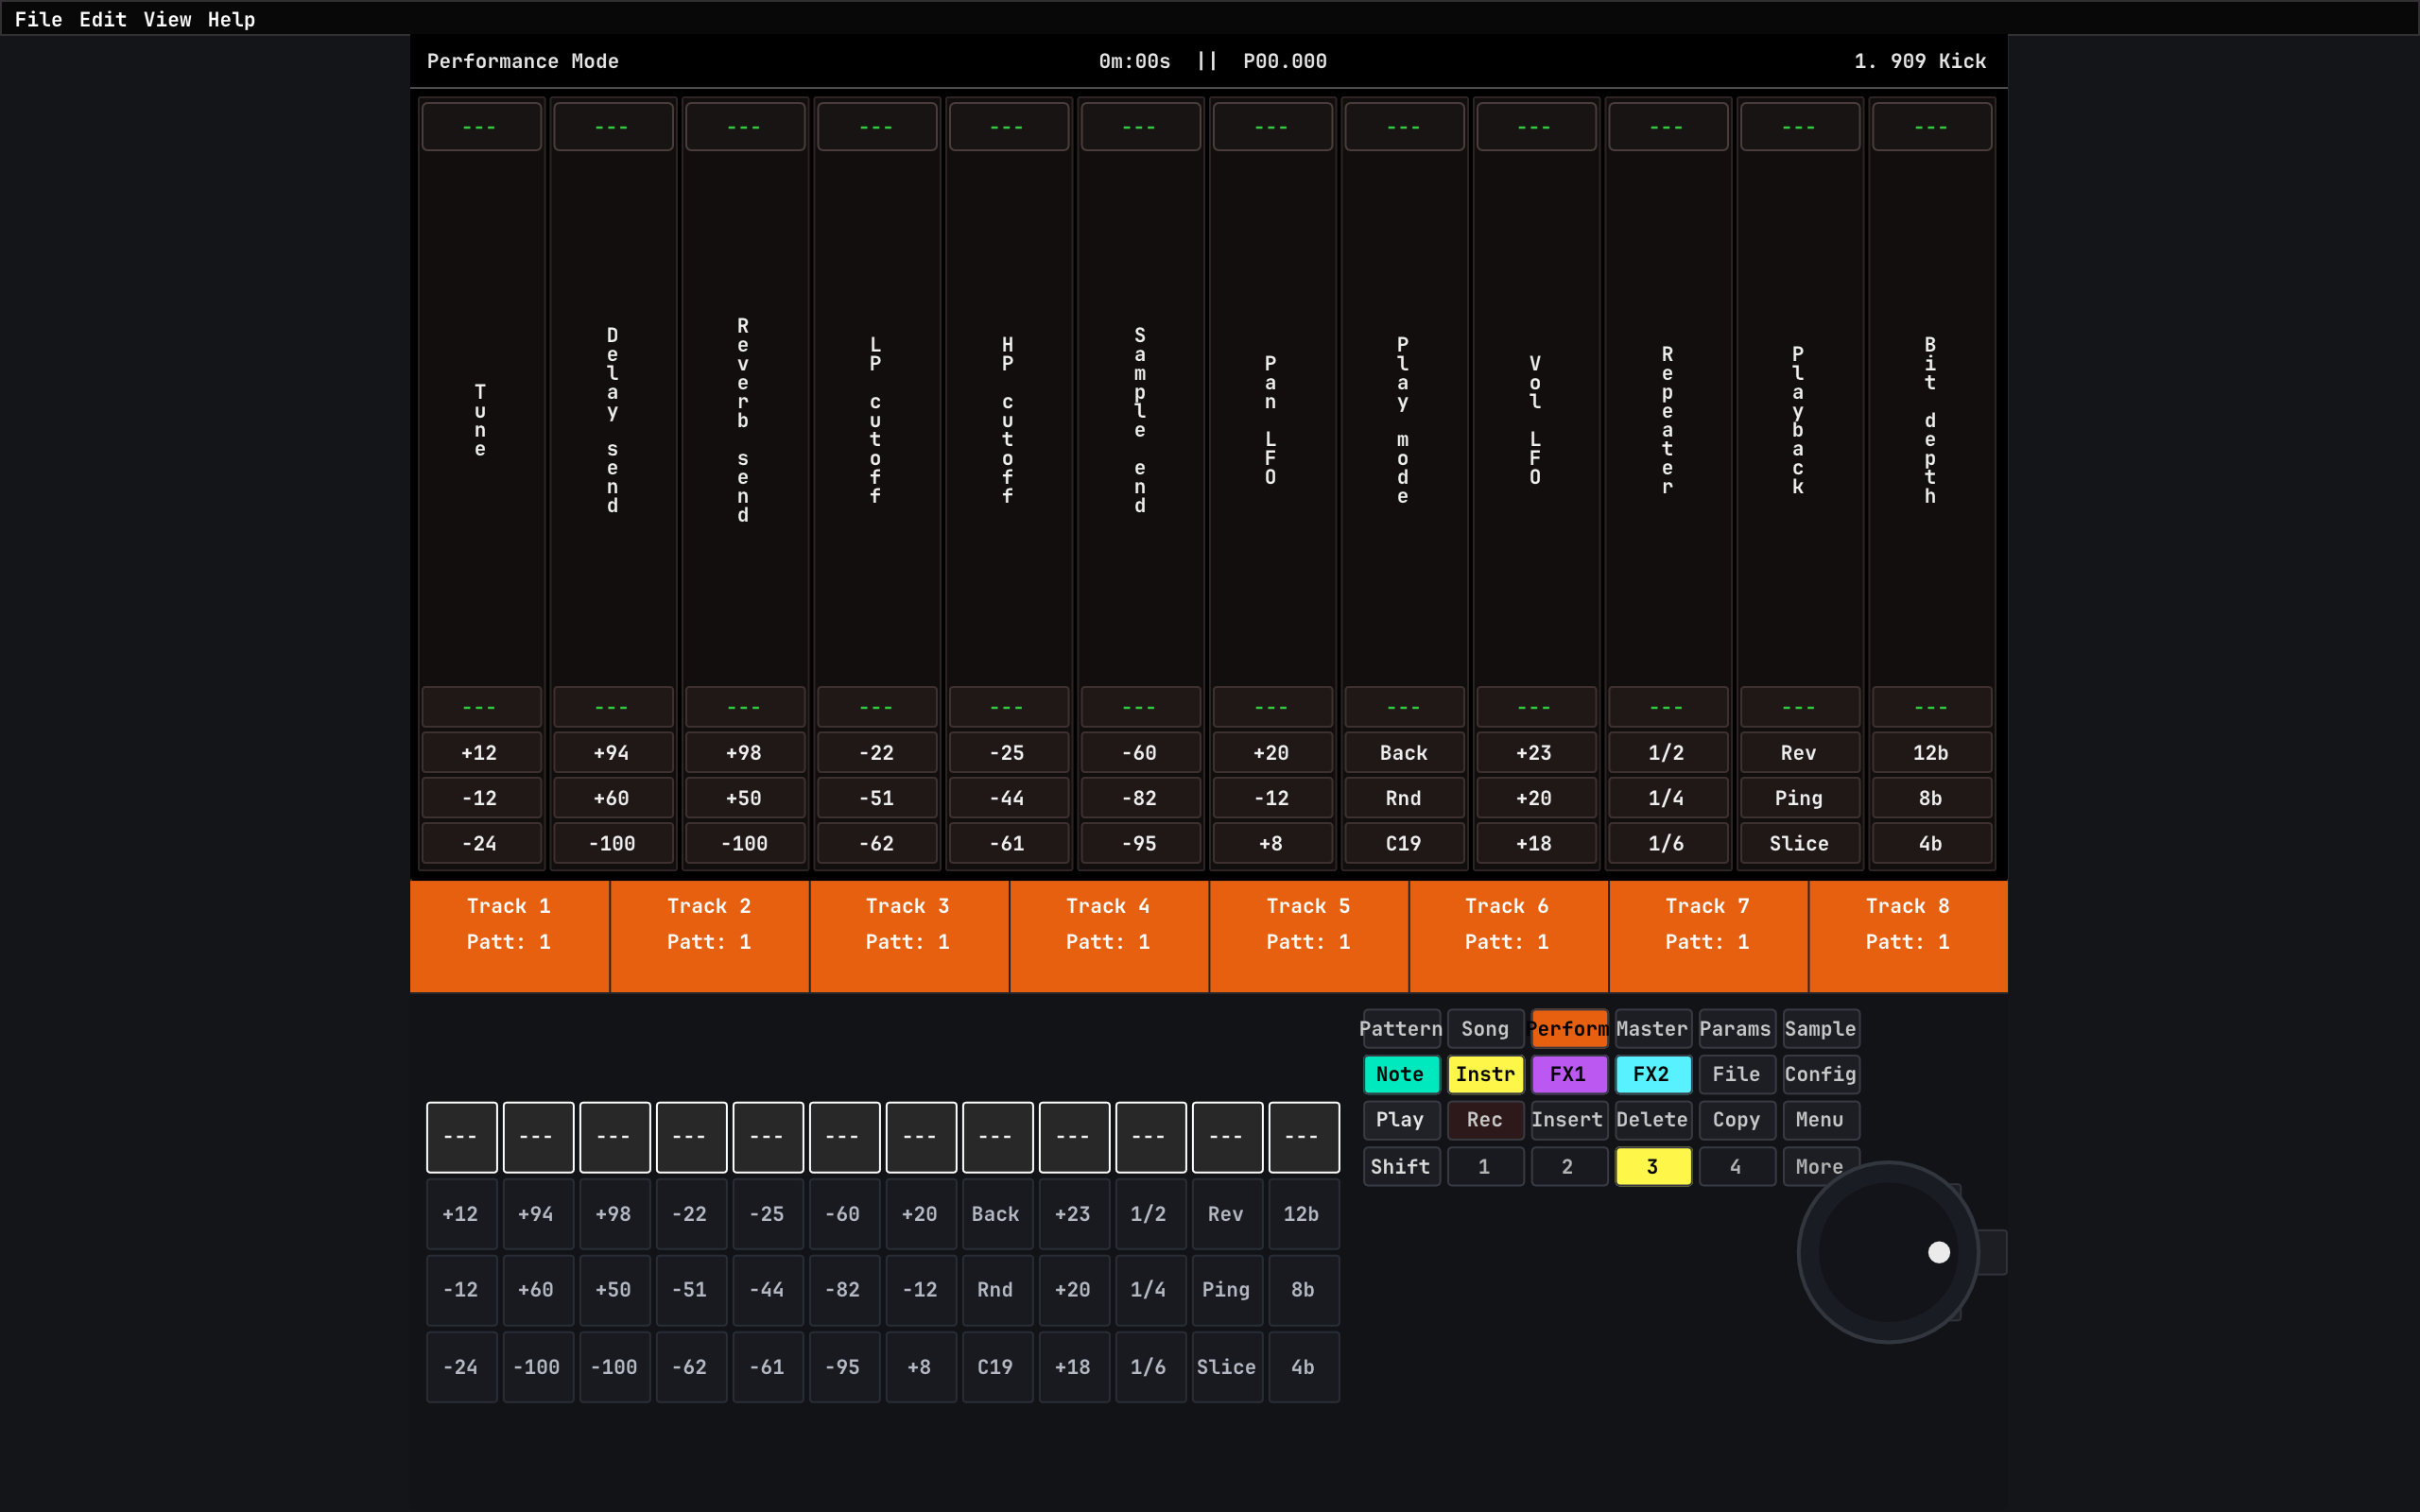 File Edit View Help
Performance Mode 0m:00s || P00.000 1. 909 Kick
--- --- --- --- --- --- --- --- --- --- --- ---
Tune Delay send Reverb send LP cutoff HP cutoff Sample end Pan LFO Play mode Vol LFO Repeater Playback Bit depth
--- --- --- --- --- --- --- --- --- --- --- ---
+12 +94 +98 -22 -25 -60 +20 Back +23 1/2 Rev 12b
-12 +60 +50 -51 -44 -82 -12 Rnd +20 1/4 Ping 8b
-24 -100 -100 -62 -61 -95 +8 C19 +18 1/6 Slice 4b
Track 1 Track 2 Track 3 Track 4 Track 5 Track 6 Track 7 Track 8
Patt: 1 Patt: 1 Patt: 1 Patt: 1 Patt: 1 Patt: 1 Patt: 1 Patt: 1
Pattern Song Perform Master Params Sample
Note Instr FX1 FX2 File Config
Play Rec Insert Delete Copy Menu
Shift 1 2 3 4 More
--- --- --- --- --- --- --- --- --- --- --- ---
+12 +94 +98 -22 -25 -60 +20 Back +23 1/2 Rev 12b
-12 +60 +50 -51 -44 -82 -12 Rnd +20 1/4 Ping 8b
-24 -100 -100 -62 -61 -95 +8 C19 +18 1/6 Slice 4b